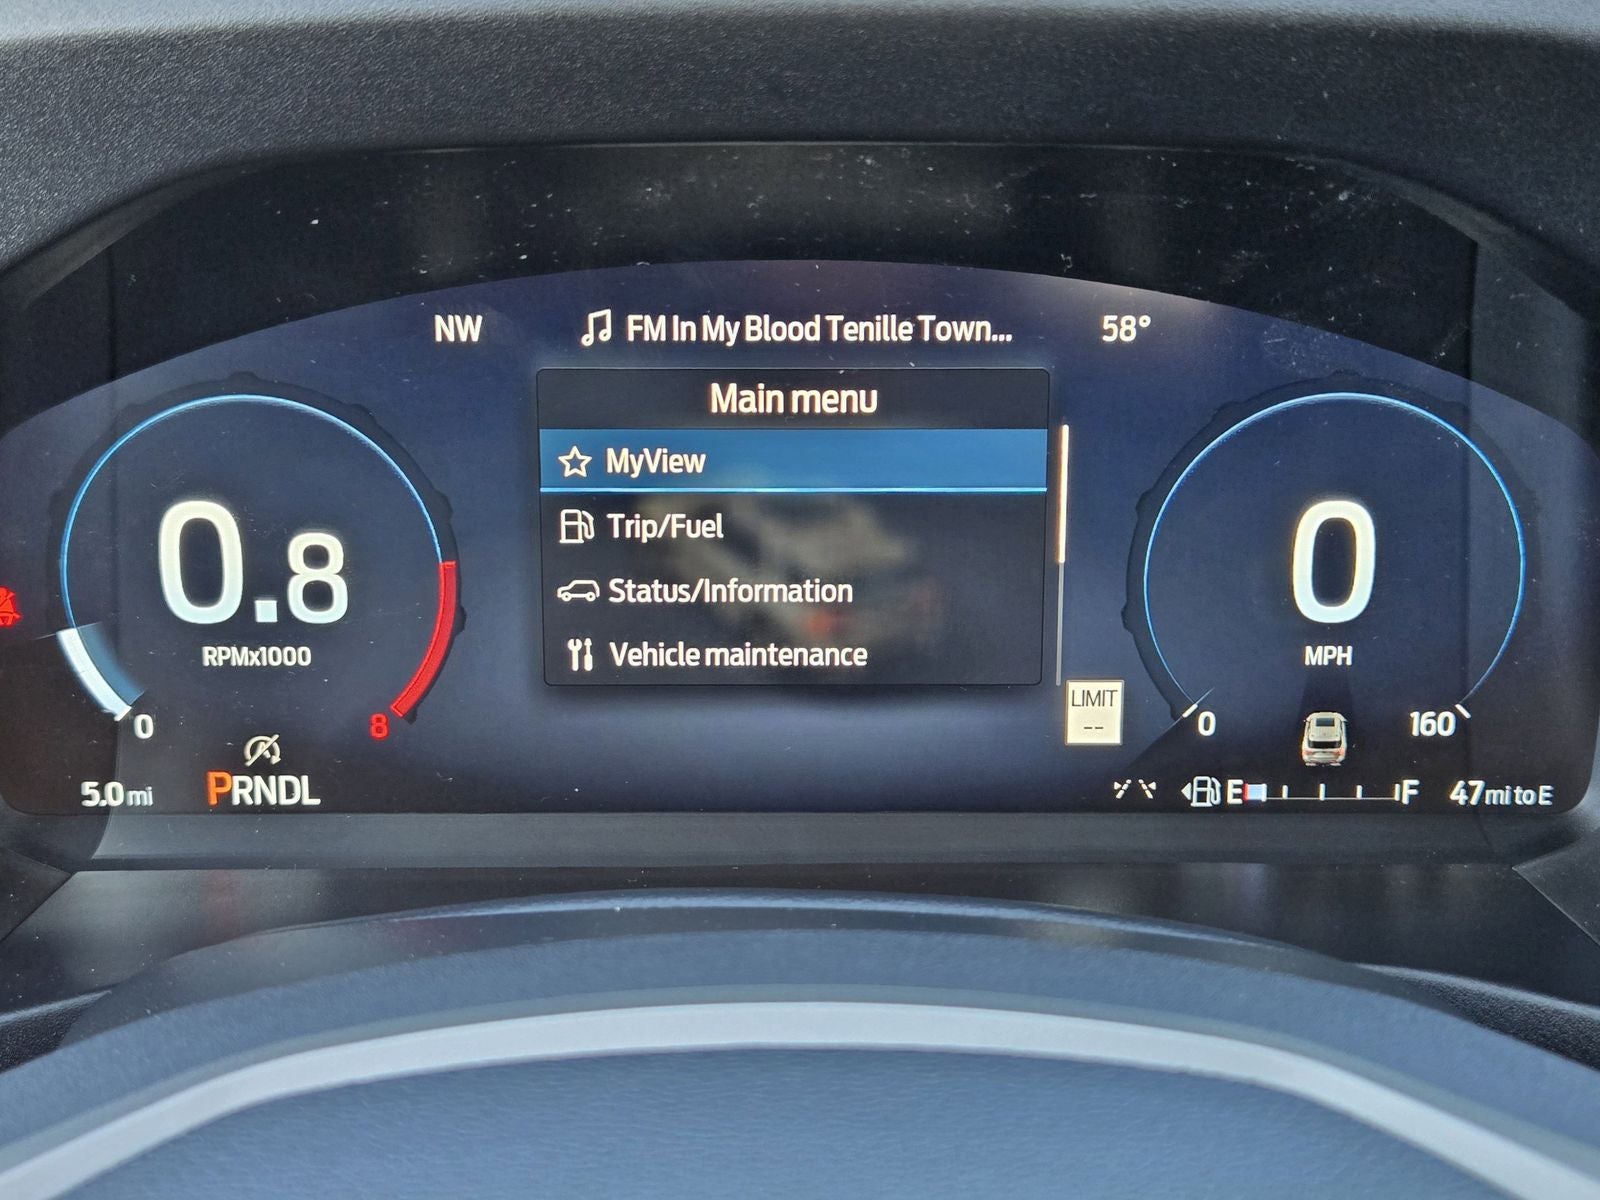 NW
FM In My Blood Tenille Town...
58°
Main menu
MyView
Trip/Fuel
Status/Information
Vehicle maintenance
0.8
RPMx1000
0
8
0
MPH
0
160
LIMIT
--
5.0 mi
PRNDL
E
F
47 mi to E